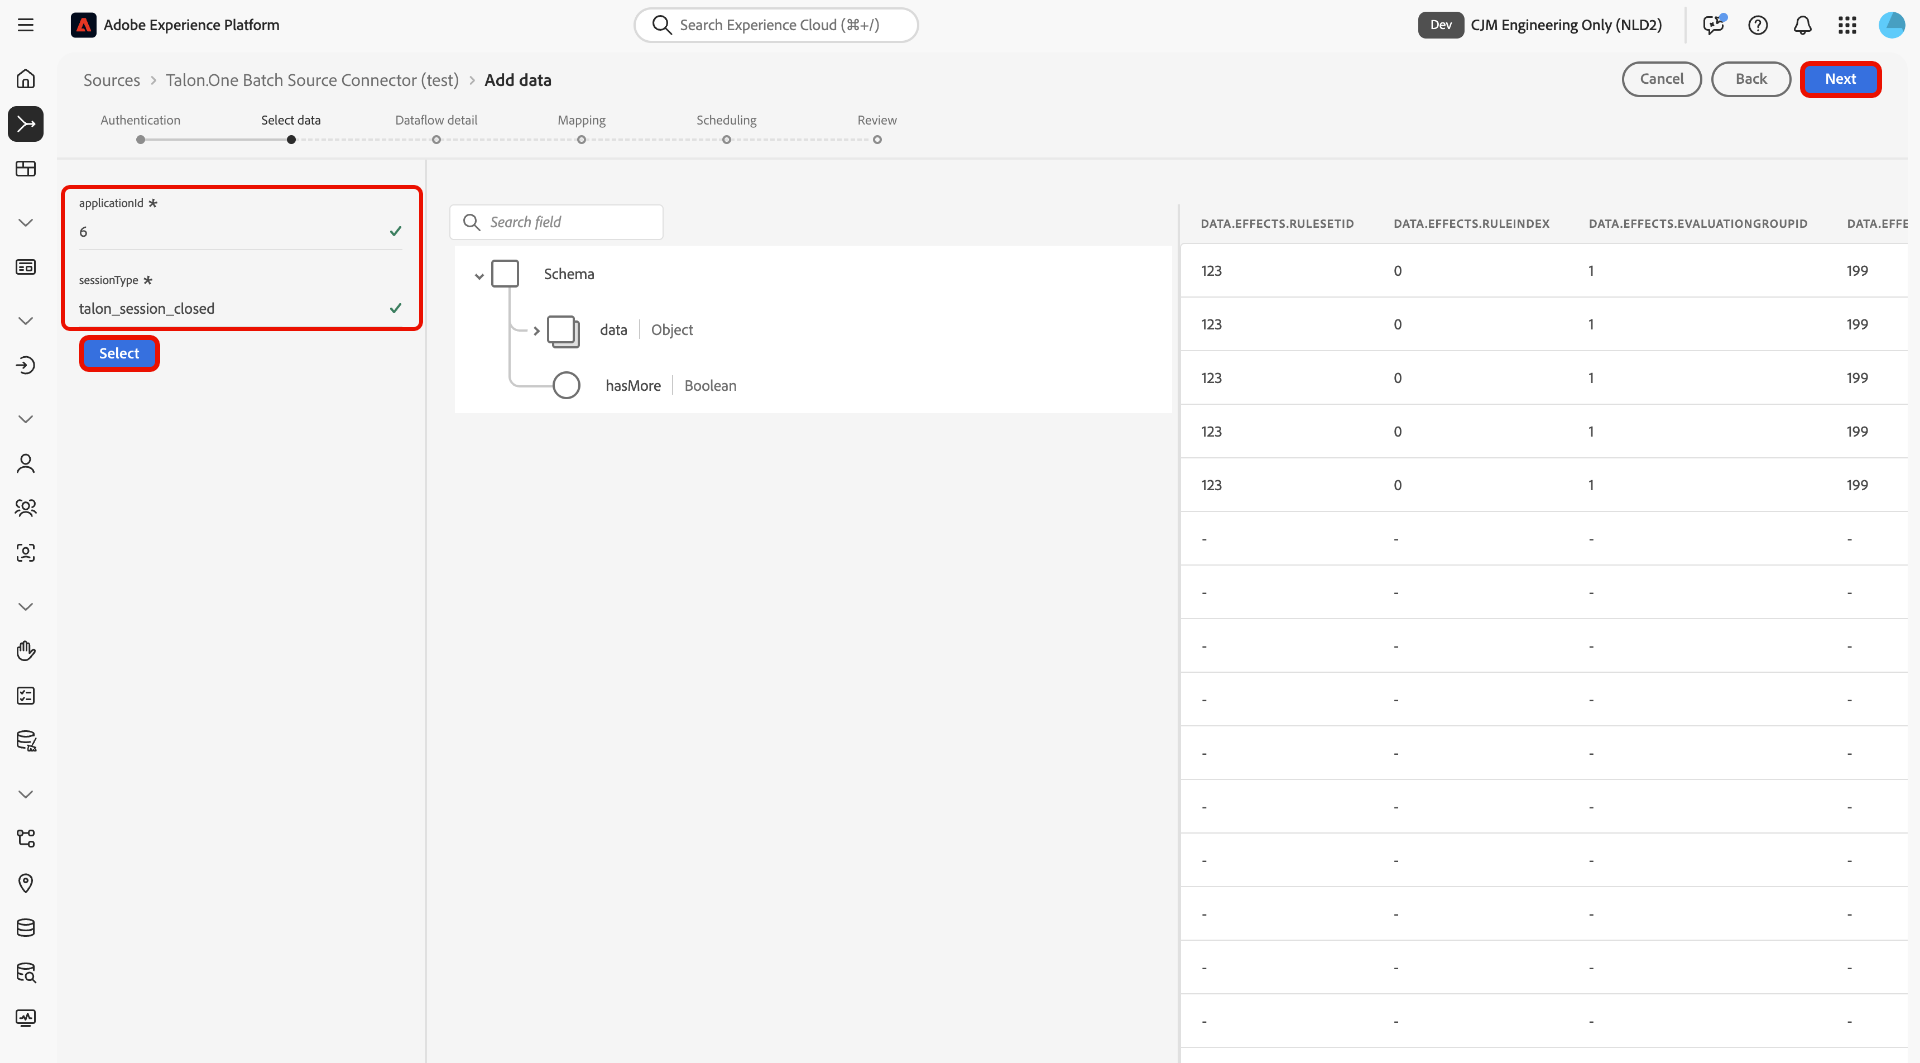 Adobe Experience Platform
Search Experience Cloud (⌘+/)
Dev CJM Engineering Only (NLD2)
Sources > Talon.One Batch Source Connector (test) > Add data
Cancel Back Next
Authentication Select data Dataflow detail Mapping Scheduling Review
applicationId *
6
sessionType *
talon_session_closed
Select
Search field
Schema
data Object
hasMore Boolean
DATA.EFFECTS.RULESETID DATA.EFFECTS.RULEINDEX DATA.EFFECTS.EVALUATIONGROUPID DATA.EFFE
123 0 1 199
123 0 1 199
123 0 1 199
123 0 1 199
123 0 1 199
- - - -
- - - -
- - - -
- - - -
- - - -
- - - -
- - - -
- - - -
- - - -
- - - -